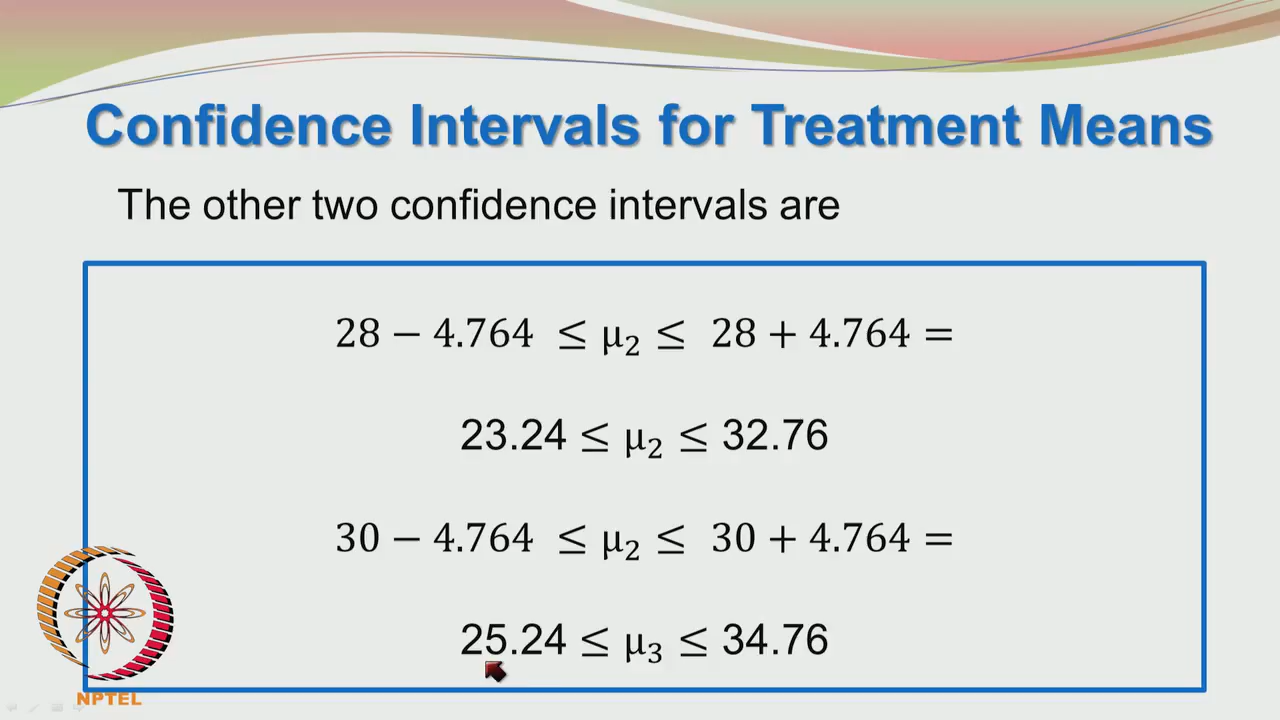 Confidence Intervals for Treatment Means
The other two confidence intervals are
28 − 4.764 ≤ μ₂ ≤ 28 + 4.764 =
23.24 ≤ μ₂ ≤ 32.76
30 − 4.764 ≤ μ₂ ≤ 30 + 4.764 =
25.24 ≤ μ₃ ≤ 34.76
NPTEL